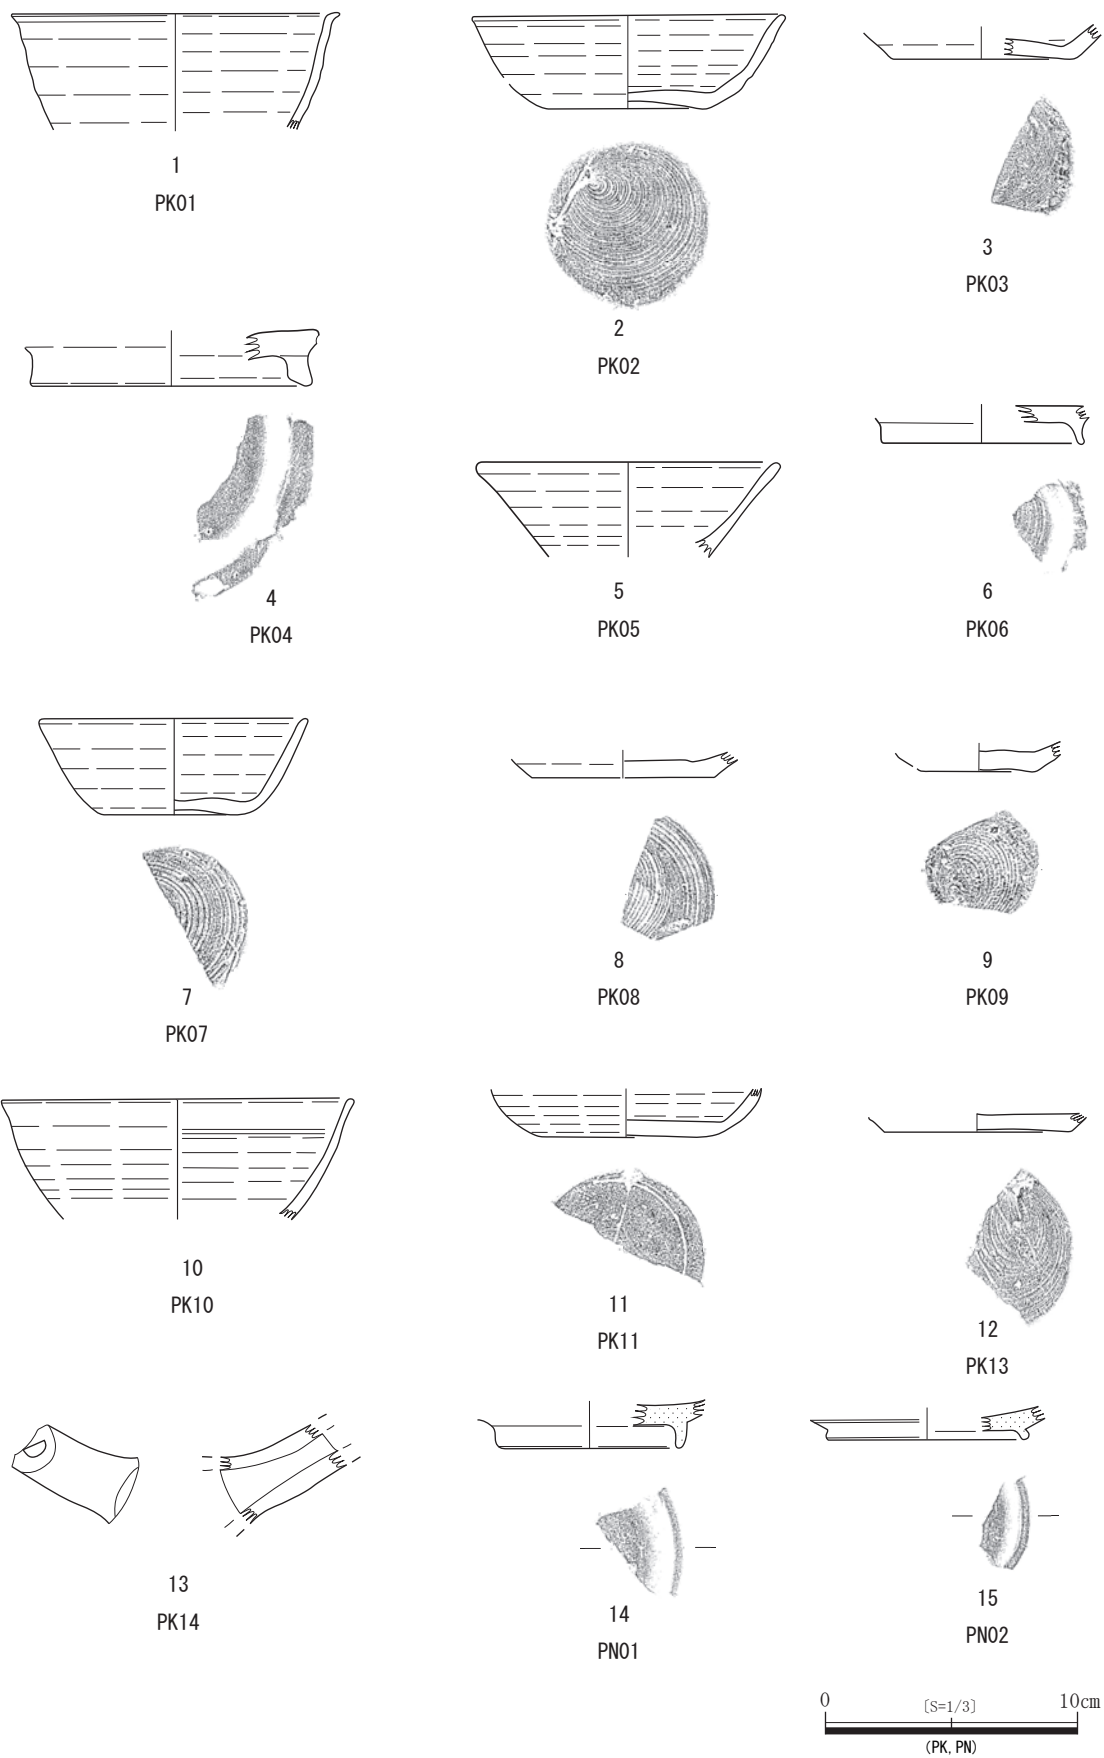 1
PK01
2
PK02
3
PK03
4
PK04
5
PK05
6
PK06
7
PK07
8
PK08
9
PK09
10
PK10
11
PK11
12
PK13
13
PK14
14
PN01
15
PN02
0 〔S=1/3〕 10cm
(PK, PN)